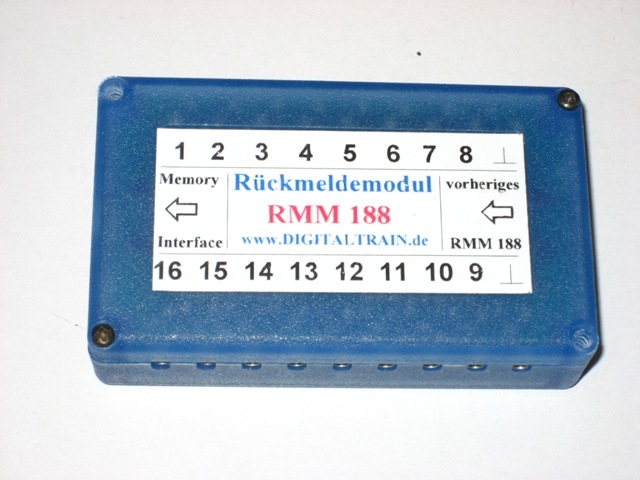 1 2 3 4 5 6 7 8
Memory Rückmeldemodul vorheriges
RMM 188
Interface www.DIGITALTRAIN.de RMM 188
16 15 14 13 12 11 10 9